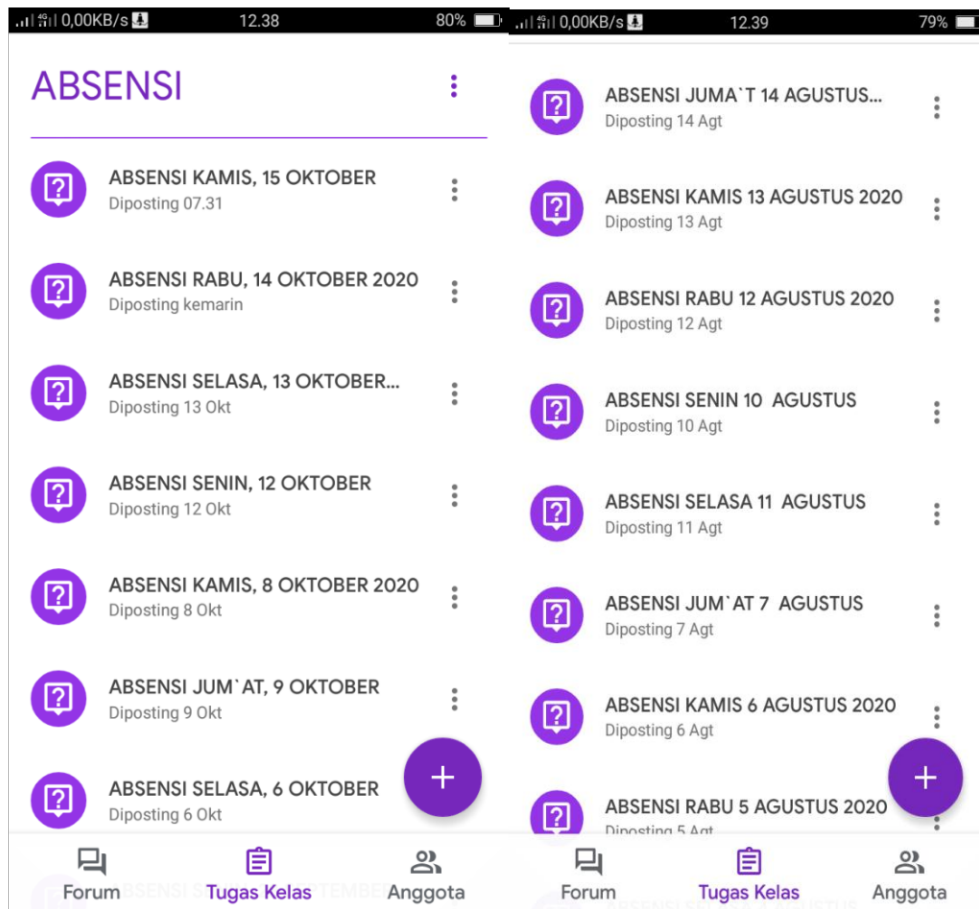 0,00KB/s 12.38 80%
ABSENSI
ABSENSI KAMIS, 15 OKTOBER
Diposting 07.31
ABSENSI RABU, 14 OKTOBER 2020
Diposting kemarin
ABSENSI SELASA, 13 OKTOBER...
Diposting 13 Okt
ABSENSI SENIN, 12 OKTOBER
Diposting 12 Okt
ABSENSI KAMIS, 8 OKTOBER 2020
Diposting 8 Okt
ABSENSI JUM`AT, 9 OKTOBER
Diposting 9 Okt
ABSENSI SELASA, 6 OKTOBER
Diposting 6 Okt
Forum Tugas Kelas Anggota
0,00KB/s 12.39 79%
ABSENSI JUMA`T 14 AGUSTUS...
Diposting 14 Agt
ABSENSI KAMIS 13 AGUSTUS 2020
Diposting 13 Agt
ABSENSI RABU 12 AGUSTUS 2020
Diposting 12 Agt
ABSENSI SENIN 10 AGUSTUS
Diposting 10 Agt
ABSENSI SELASA 11 AGUSTUS
Diposting 11 Agt
ABSENSI JUM`AT 7 AGUSTUS
Diposting 7 Agt
ABSENSI KAMIS 6 AGUSTUS 2020
Diposting 6 Agt
ABSENSI RABU 5 AGUSTUS 2020
Diposting 5 Agt
Forum Tugas Kelas Anggota